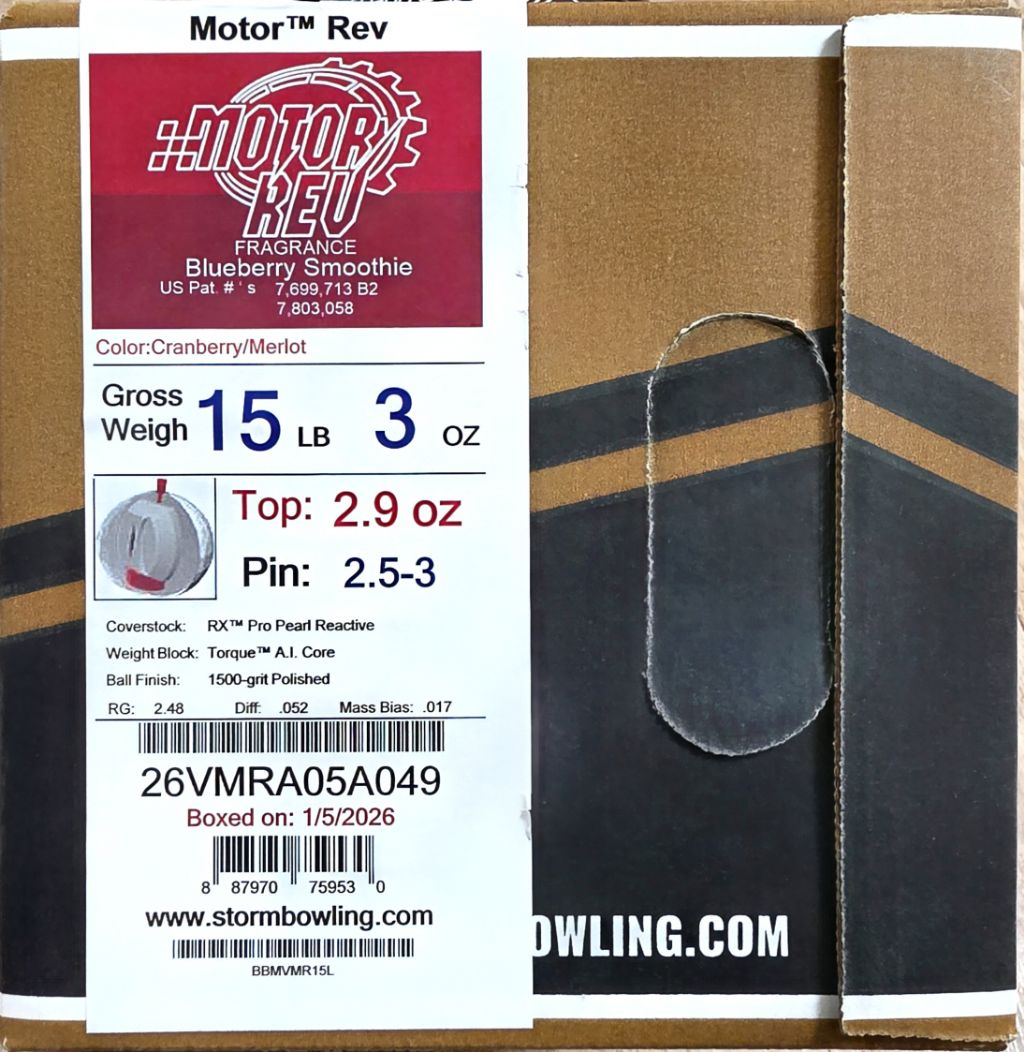 Motor™ Rev
MOTOR
REV
FRAGRANCE
Blueberry Smoothie
US Pat. # ' s 7,699,713 B2
7,803,058
Color:Cranberry/Merlot
Gross
Weigh 15 LB 3 OZ
Top: 2.9 oz
Pin: 2.5-3
Coverstock: RX™ Pro Pearl Reactive
Weight Block: Torque™ A.I. Core
Ball Finish: 1500-grit Polished
RG: 2.48 Diff: .052 Mass Bias: .017
26VMRA05A049
Boxed on: 1/5/2026
8 87970 75953 0
www.stormbowling.com
BBMVMR15L
OWLING.COM